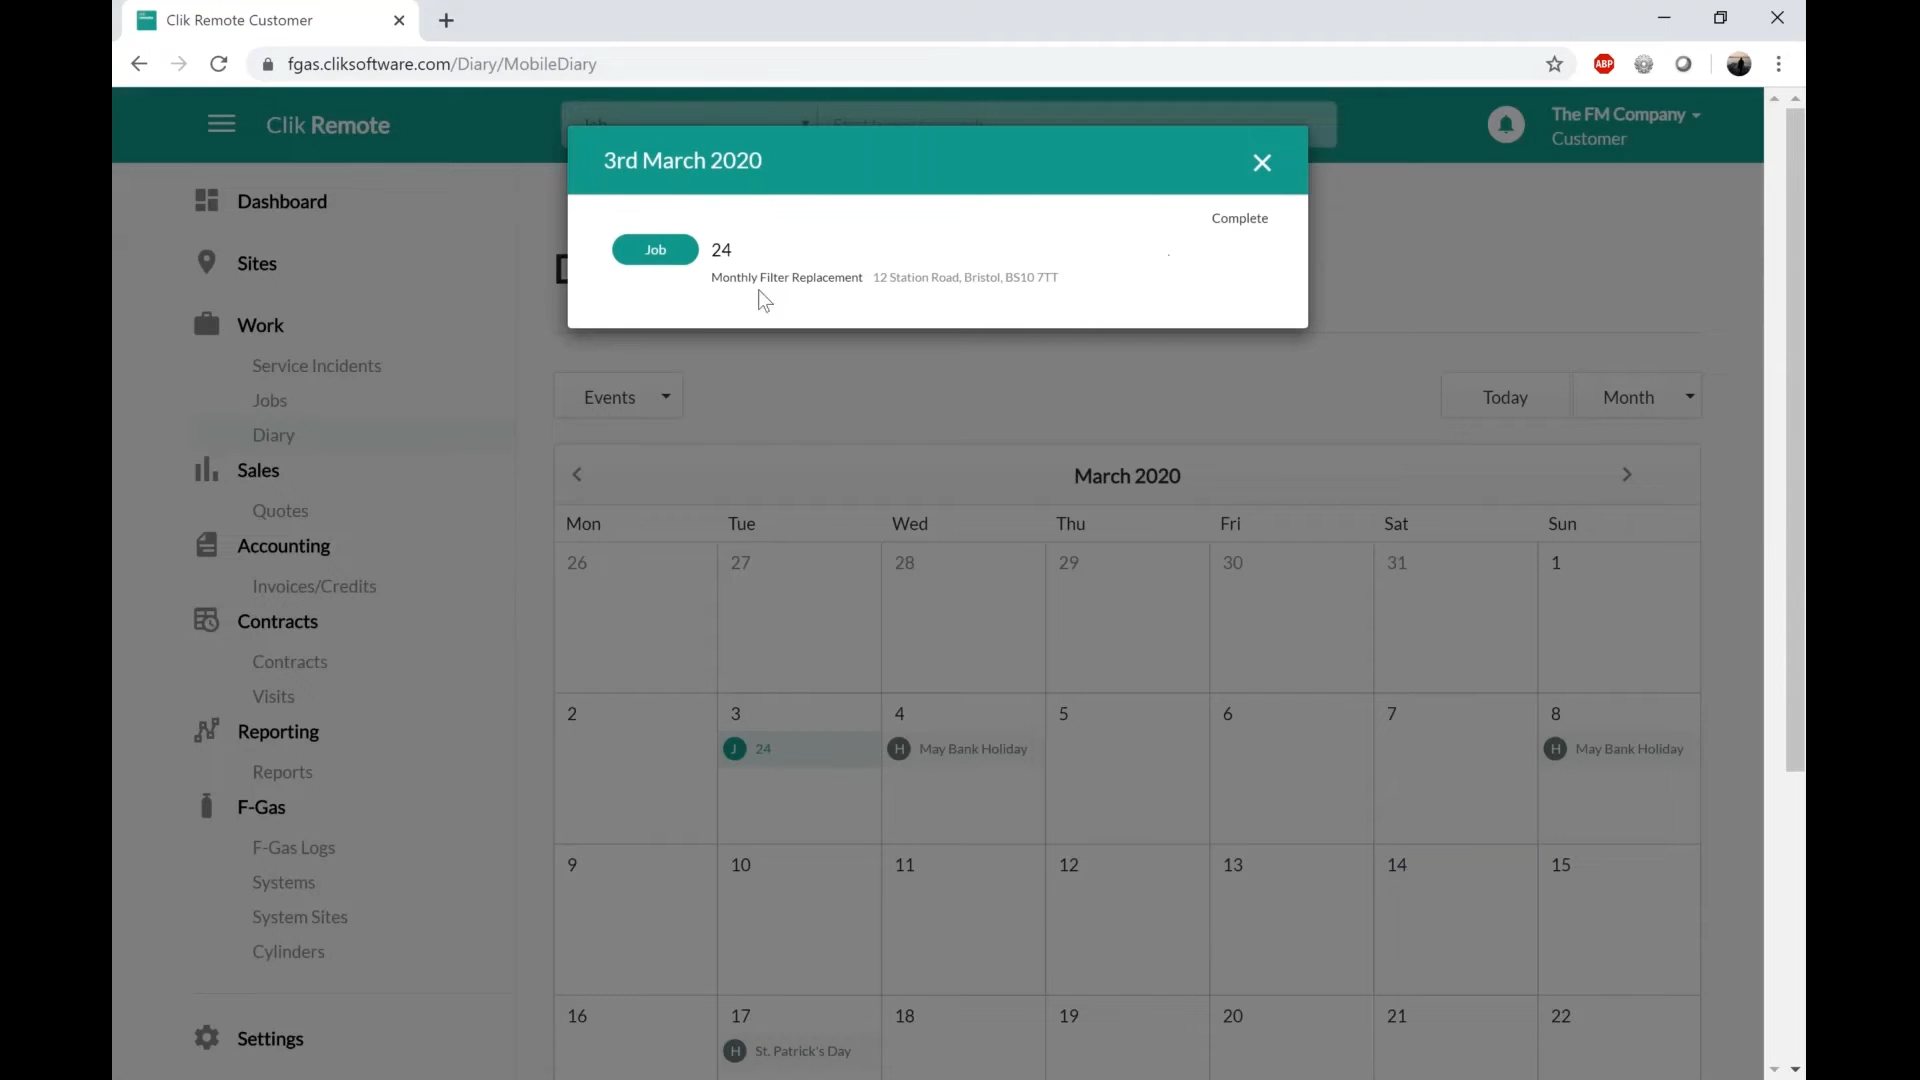 Clik Remote Customer
fgas.cliksoftware.com/Diary/MobileDiary
ABP
Clik Remote
Job
The FM Company
Customer
3rd March 2020
Complete
Job 24
Monthly Filter Replacement 12 Station Road, Bristol, BS10 7TT
Dashboard
Sites
Work
Service Incidents
Jobs
Diary
Sales
Quotes
Accounting
Invoices/Credits
Contracts
Contracts
Visits
Reporting
Reports
F-Gas
F-Gas Logs
Systems
System Sites
Cylinders
Settings
Events Today Month
March 2020
Mon Tue Wed Thu Fri Sat Sun
26 27 28 29 30 31 1
2 3 4 5 6 7 8
J 24 H May Bank Holiday H May Bank Holiday
9 10 11 12 13 14 15
16 17 18 19 20 21 22
H St. Patrick's Day